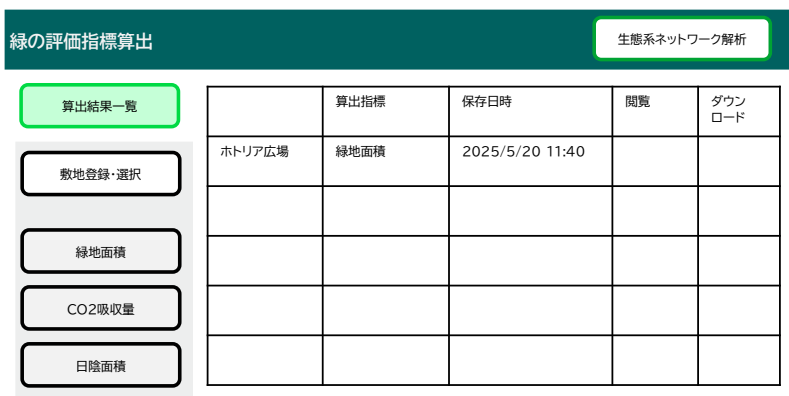 緑の評価指標算出
生態系ネットワーク解析
算出結果一覧
敷地登録・選択
緑地面積
CO2吸収量
日陰面積
算出指標
保存日時
閲覧
ダウン
ロード
ホトリア広場
緑地面積
2025/5/20 11:40